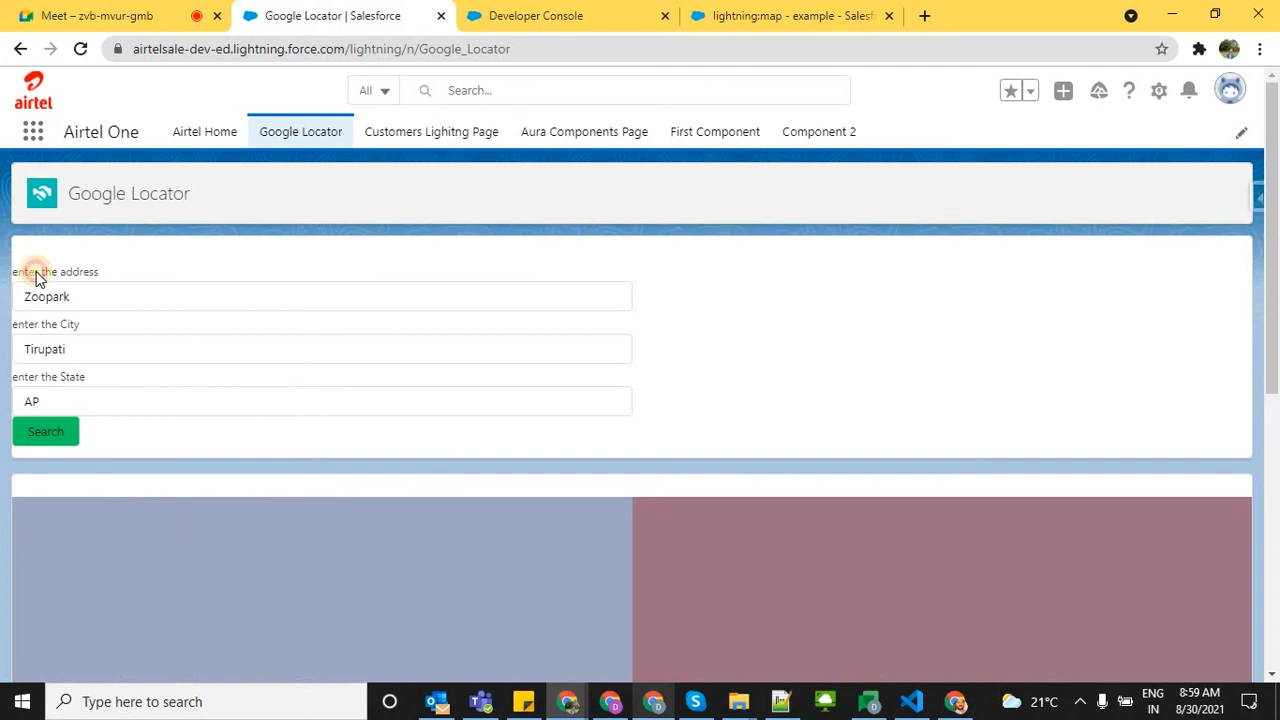 Meet – zvb-mvur-gmb
Google Locator | Salesforce
Developer Console
lightning:map - example - Salesf
airtelsale-dev-ed.lightning.force.com/lightning/n/Google_Locator
airtel
All
Search...
Airtel One
Airtel Home
Google Locator
Customers Lighitng Page
Aura Components Page
First Component
Component 2
Google Locator
enter the address
Zoopark
enter the City
Tirupati
enter the State
AP
Search
Type here to search
21°C
ENG
IN
8:59 AM
8/30/2021